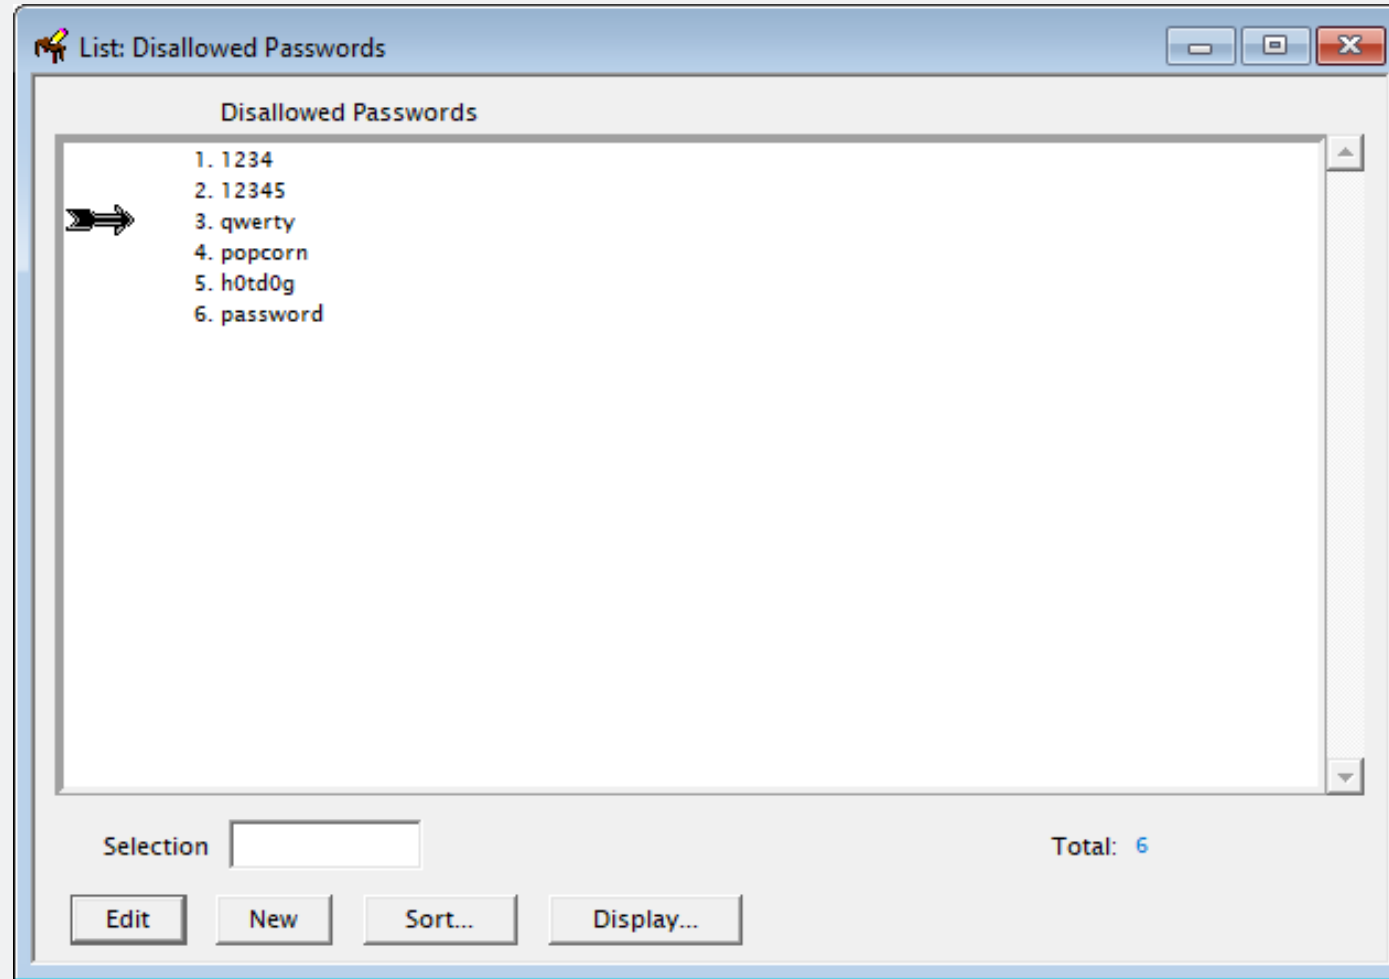 List: Disallowed Passwords
Disallowed Passwords
1. 1234
2. 12345
3. qwerty
4. popcorn
5. h0td0g
6. password
Selection Total: 6
Edit New Sort... Display...